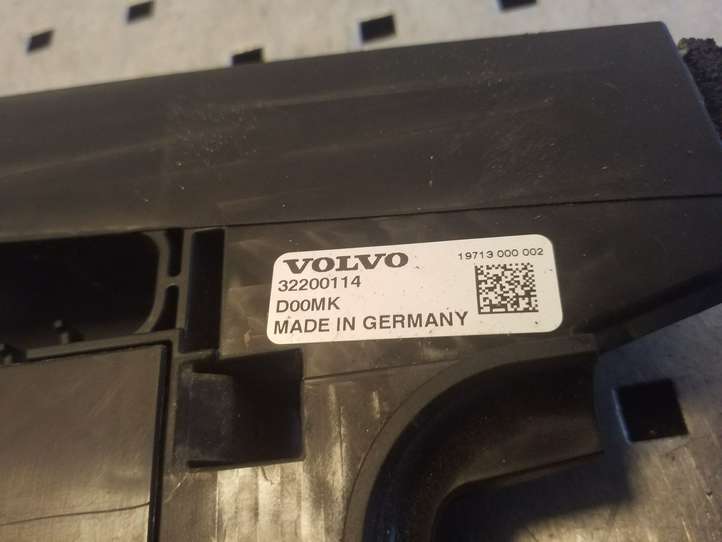 VOLVO
19713 000 002
32200114
D00MK
MADE IN GERMANY